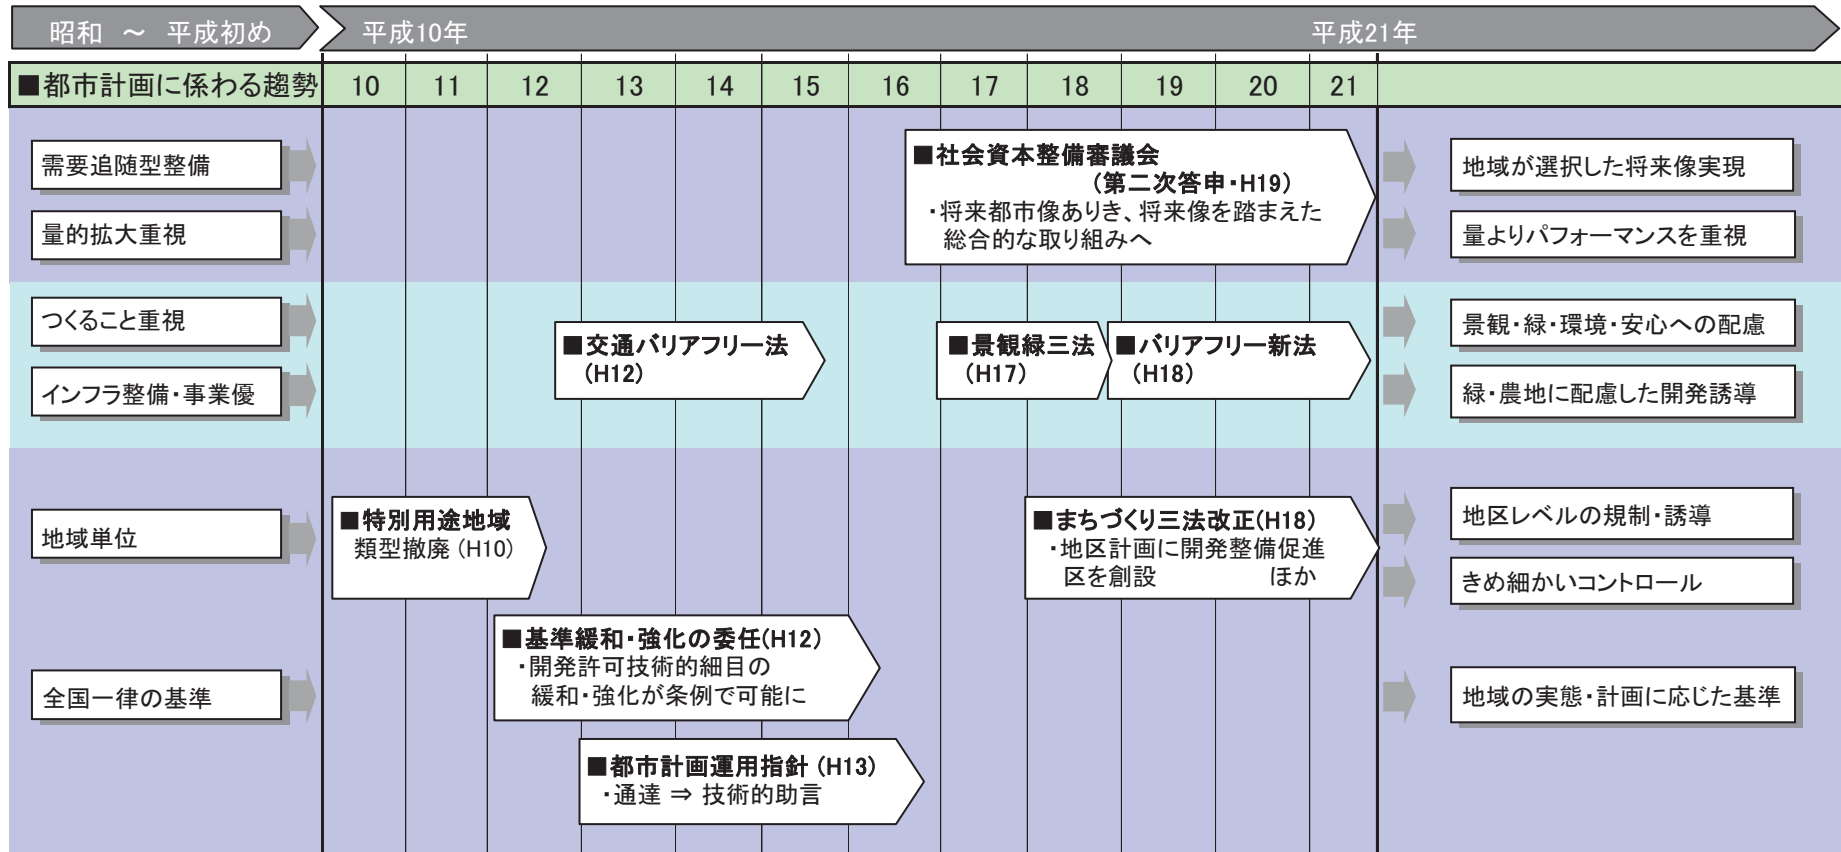 昭和 ～ 平成初め
平成10年
平成21年
■都市計画に係わる趨勢
10 11 12 13 14 15 16 17 18 19 20 21
需要追随型整備
量的拡大重視
■社会資本整備審議会
(第二次答申・H19)
・将来都市像ありき、将来像を踏まえた
総合的な取り組みへ
地域が選択した将来像実現
量よりパフォーマンスを重視
つくること重視
インフラ整備・事業優
■交通バリアフリー法
(H12)
■景観緑三法
(H17)
■バリアフリー新法
(H18)
景観・緑・環境・安心への配慮
緑・農地に配慮した開発誘導
地域単位
■特別用途地域
類型撤廃 (H10)
■まちづくり三法改正(H18)
・地区計画に開発整備促進
区を創設 ほか
地区レベルの規制・誘導
きめ細かいコントロール
全国一律の基準
■基準緩和・強化の委任(H12)
・開発許可技術的細目の
緩和・強化が条例で可能に
■都市計画運用指針 (H13)
・通達 ⇒ 技術的助言
地域の実態・計画に応じた基準